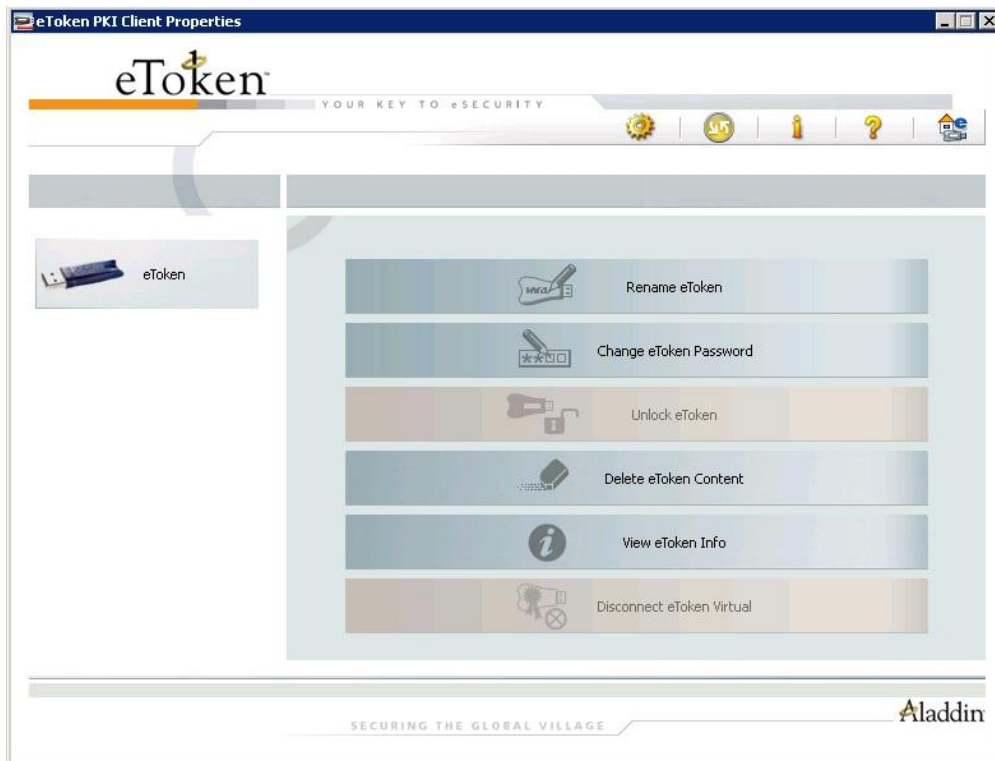 eToken PKI Client Properties
eToken
YOUR KEY TO eSECURITY
eToken
Rename eToken
Change eToken Password
Unlock eToken
Delete eToken Content
View eToken Info
Disconnect eToken Virtual
SECURING THE GLOBAL VILLAGE
Aladdin